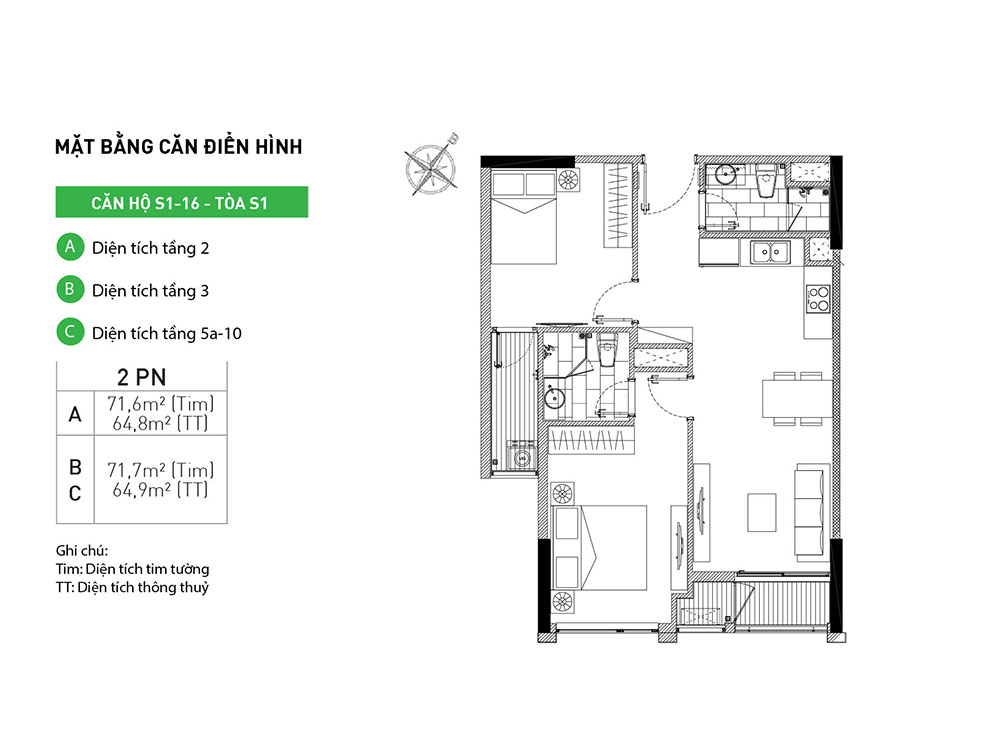 MẶT BẰNG CĂN ĐIỂN HÌNH
CĂN HỘ S1-16 - TÒA S1
A Diện tích tầng 2
B Diện tích tầng 3
C Diện tích tầng 5a-10
2 PN
A
71,6m² (Tim)
64,8m² (TT)
B
C
71,7m² (Tim)
64,9m² (TT)
Ghi chú:
Tim: Diện tích tim tường
TT: Diện tích thông thuỷ